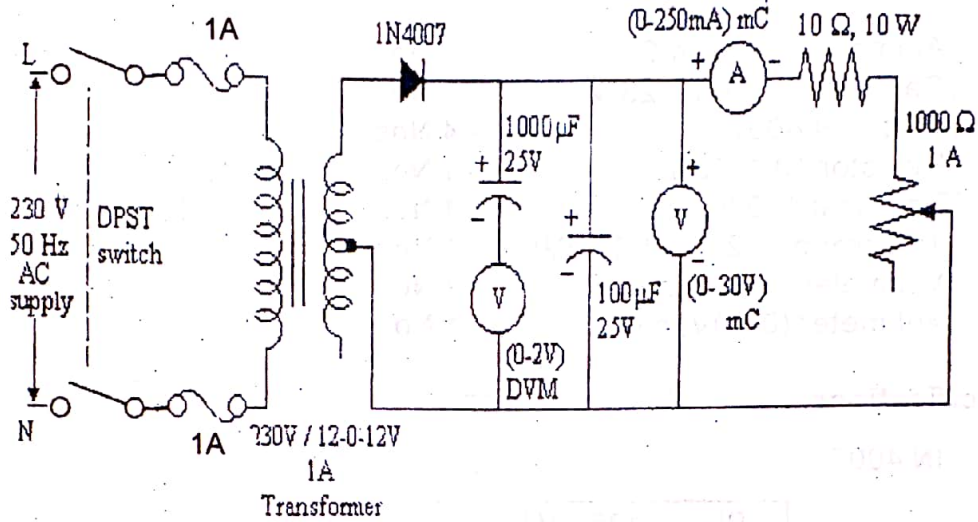 1A
1N4007
(0-250mA) mC
10 Ω, 10 W
L
+ A -
1000 Ω
1 A
1000μF
25V
+
-
230 V
50 Hz
AC
supply
DPST
switch
+
-
100μF
25V
+
V
-
(0-30V)
mC
V
(0-2V)
DVM
N
1A
230V / 12-0-12V
1A
Transformer